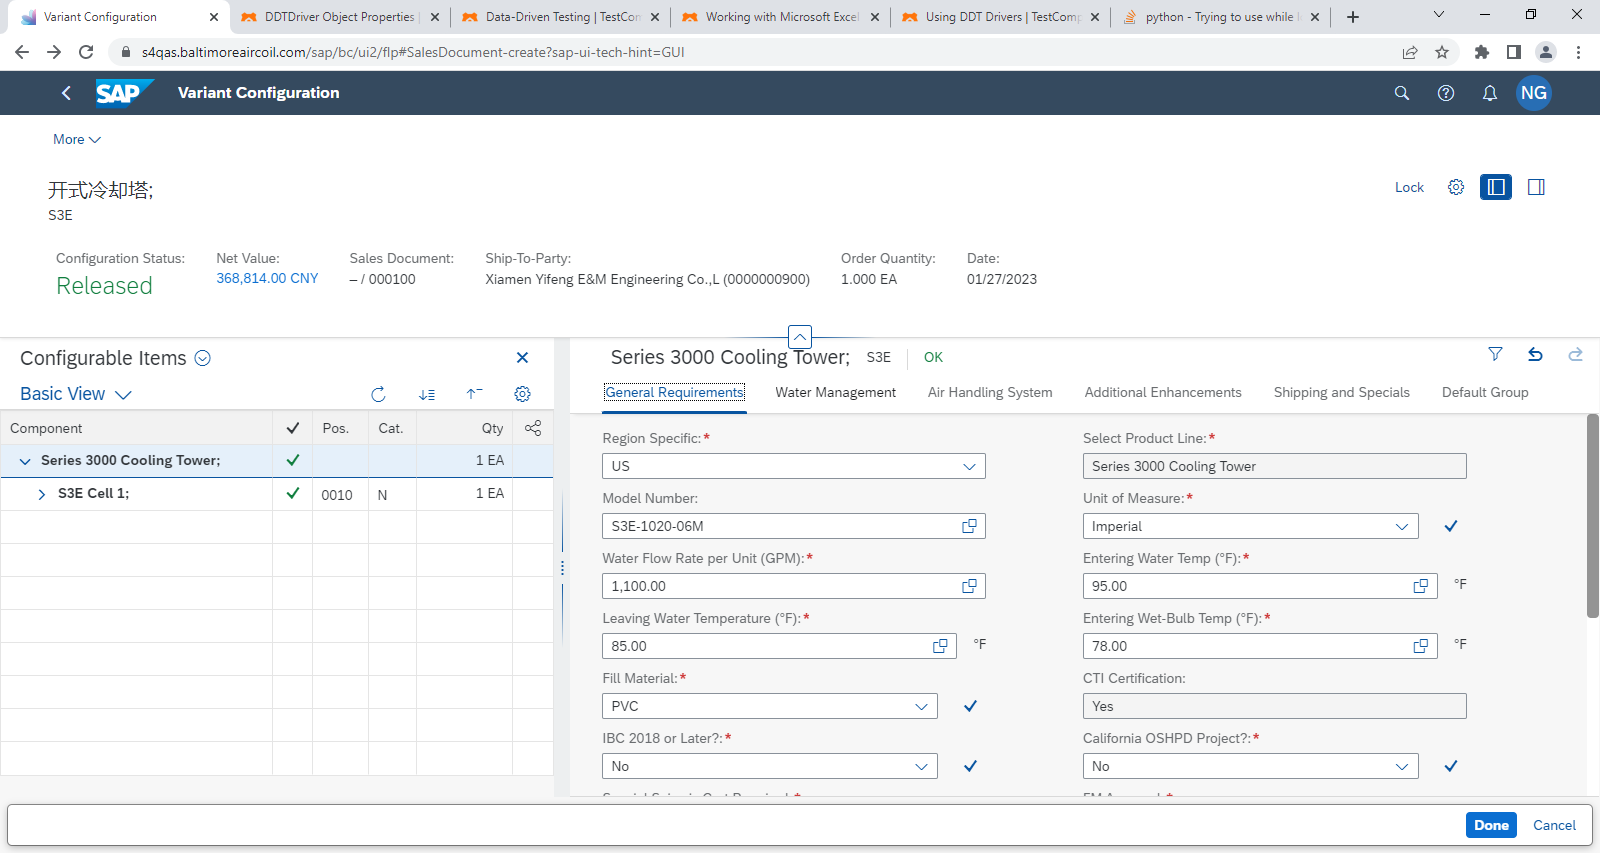 Variant Configuration
DDTDriver Object Properties
Data-Driven Testing | TestCom
Working with Microsoft Excel
Using DDT Drivers | TestComp
python - Trying to use while
s4qas.baltimoreaircoil.com/sap/bc/ui2/flp#SalesDocument-create?sap-ui-tech-hint=GUI
SAP
Variant Configuration
NG
More
开式冷却塔;
S3E
Lock
Configuration Status: Net Value: Sales Document: Ship-To-Party: Order Quantity: Date:
Released 368,814.00 CNY – / 000100 Xiamen Yifeng E&M Engineering Co.,L (0000000900) 1.000 EA 01/27/2023
Configurable Items
Basic View
Component Pos. Cat. Qty
Series 3000 Cooling Tower; 1 EA
S3E Cell 1; 0010 N 1 EA
Series 3000 Cooling Tower; S3E OK
General Requirements Water Management Air Handling System Additional Enhancements Shipping and Specials Default Group
Region Specific:* Select Product Line:*
US Series 3000 Cooling Tower
Model Number: Unit of Measure:*
S3E-1020-06M Imperial
Water Flow Rate per Unit (GPM):* Entering Water Temp (°F):*
1,100.00 95.00 °F
Leaving Water Temperature (°F):* Entering Wet-Bulb Temp (°F):*
85.00 °F 78.00 °F
Fill Material:* CTI Certification:
PVC Yes
IBC 2018 or Later?:* California OSHPD Project?:*
No No
Done Cancel